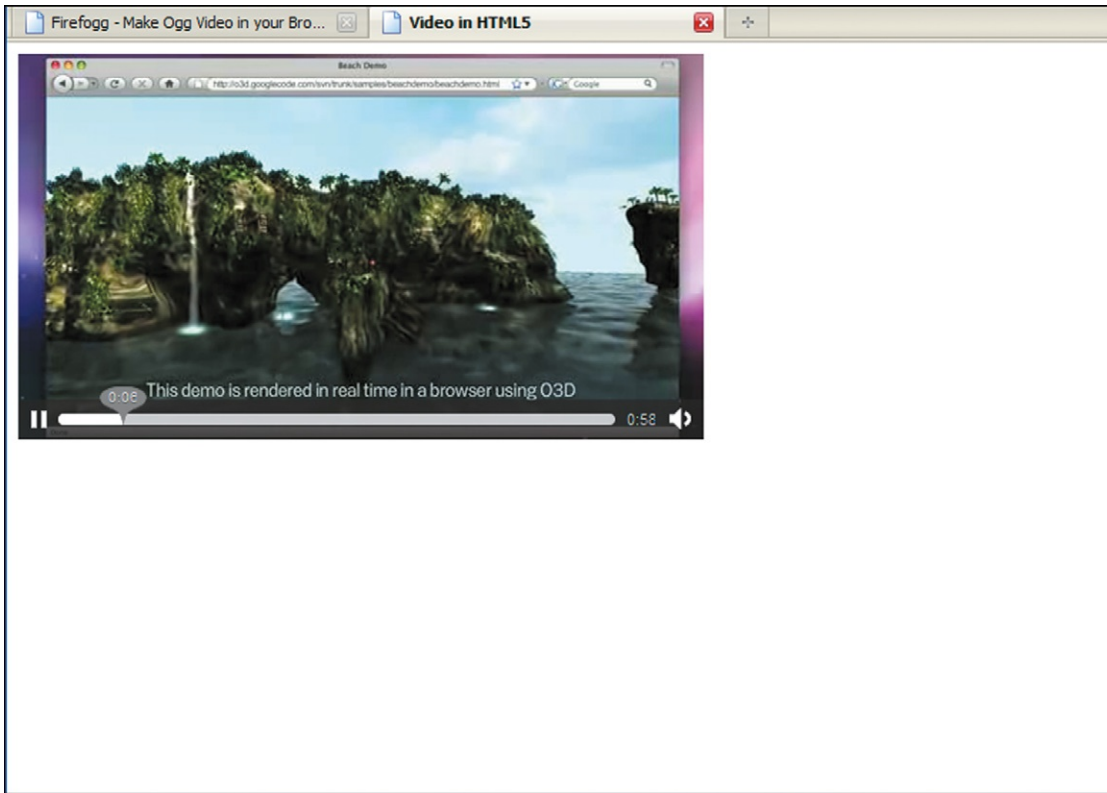 Firefogg - Make Ogg Video in your Bro...
Video in HTML5
Beach Demo
http://o3d.googlecode.com/svn/trunk/samples/beachdemo/beachdemo.html
Google
This demo is rendered in real time in a browser using O3D
0:06
0:58